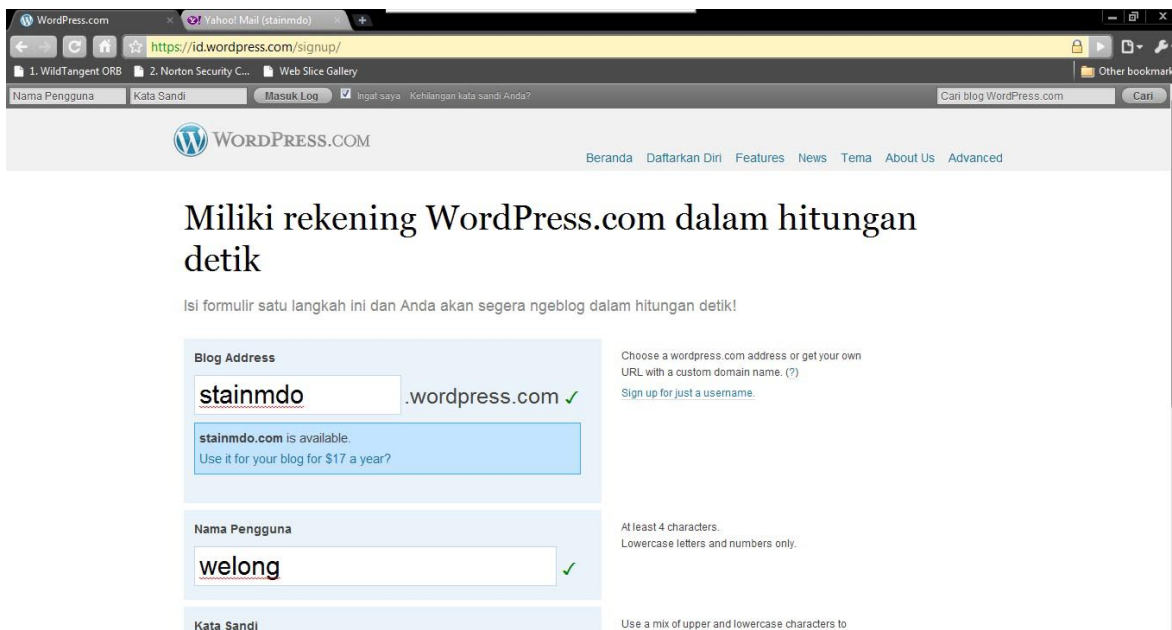 WordPress.com
Yahoo! Mail (stainmdo)
https://id.wordpress.com/signup/
1. WildTangent ORB 2. Norton Security C... Web Slice Gallery Other bookmark
Nama Pengguna Kata Sandi Masuk Log Ingat saya Kehilangan kata sandi Anda? Cari blog WordPress.com Cari
WORDPRESS.COM
Beranda Daftarkan Diri Features News Tema About Us Advanced
Miliki rekening WordPress.com dalam hitungan
detik
Isi formulir satu langkah ini dan Anda akan segera ngeblog dalam hitungan detik!
Blog Address
stainmdo .wordpress.com
stainmdo.com is available.
Use it for your blog for $17 a year?
Choose a wordpress.com address or get your own
URL with a custom domain name. (?)
Sign up for just a username.
Nama Pengguna
welong
At least 4 characters.
Lowercase letters and numbers only.
Kata Sandi
Use a mix of upper and lowercase characters to